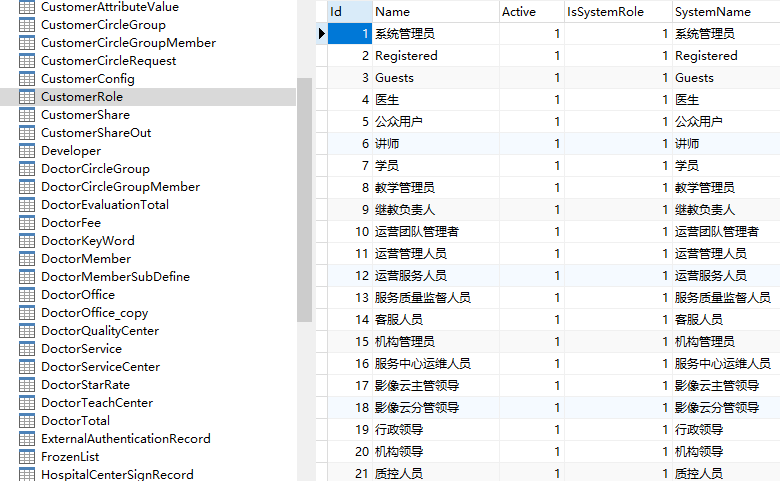 CustomerAttributeValue
CustomerCircleGroup
CustomerCircleGroupMember
CustomerCircleRequest
CustomerConfig
CustomerRole
CustomerShare
CustomerShareOut
Developer
DoctorCircleGroup
DoctorCircleGroupMember
DoctorEvaluationTotal
DoctorFee
DoctorKeyWord
DoctorMember
DoctorMemberSubDefine
DoctorOffice
DoctorOffice_copy
DoctorQualityCenter
DoctorService
DoctorServiceCenter
DoctorStarRate
DoctorTeachCenter
DoctorTotal
ExternalAuthenticationRecord
FrozenList
HospitalCenterSignRecord
Id Name Active IsSystemRole SystemName
1 系统管理员 1 1 系统管理员
2 Registered 1 1 Registered
3 Guests 1 1 Guests
4 医生 1 1 医生
5 公众用户 1 1 公众用户
6 讲师 1 1 讲师
7 学员 1 1 学员
8 教学管理员 1 1 教学管理员
9 继教负责人 1 1 继教负责人
10 运营团队管理者 1 1 运营团队管理者
11 运营管理人员 1 1 运营管理人员
12 运营服务人员 1 1 运营服务人员
13 服务质量监督人员 1 1 服务质量监督人员
14 客服人员 1 1 客服人员
15 机构管理员 1 1 机构管理员
16 服务中心运维人员 1 1 服务中心运维人员
17 影像云主管领导 1 1 影像云主管领导
18 影像云分管领导 1 1 影像云分管领导
19 行政领导 1 1 行政领导
20 机构领导 1 1 机构领导
21 质控人员 1 1 质控人员